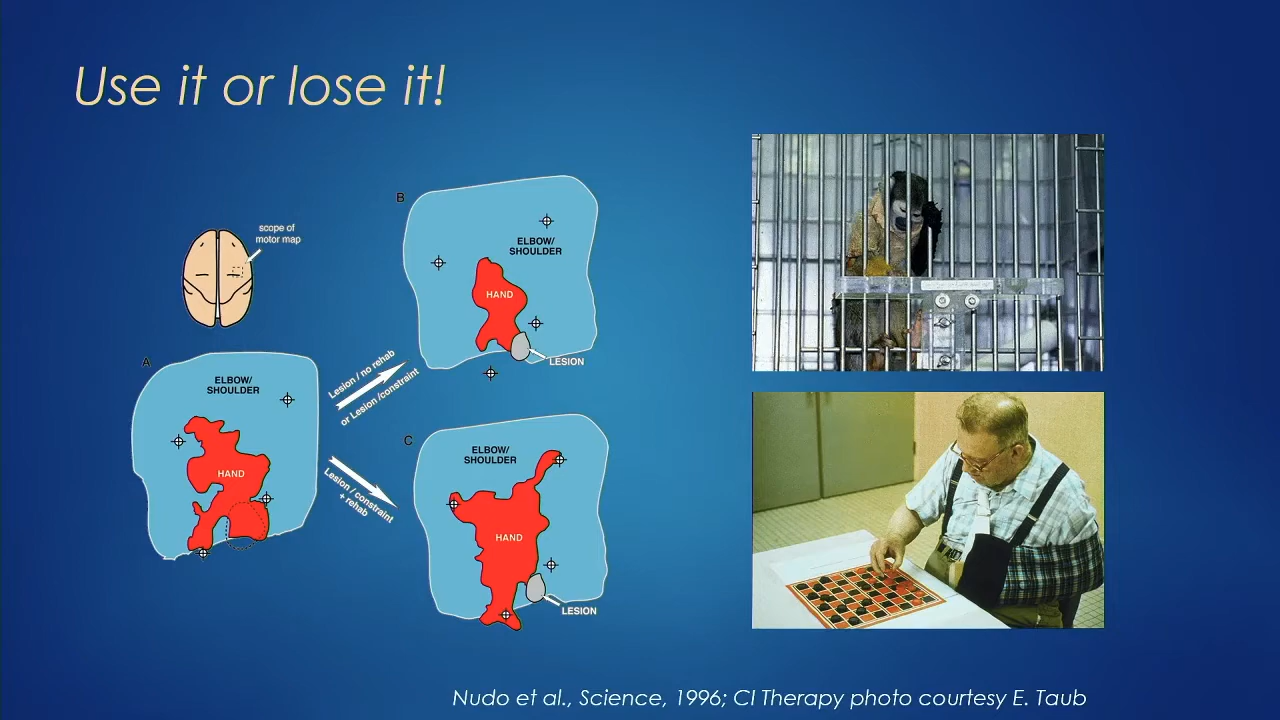 Use it or lose it!
scope of
motor map
A
ELBOW/
SHOULDER
HAND
Lesion / no rehab
or Lesion /constraint
Lesion / constraint
+ rehab
B
ELBOW/
SHOULDER
HAND
LESION
C
ELBOW/
SHOULDER
HAND
LESION
Nudo et al., Science, 1996; CI Therapy photo courtesy E. Taub